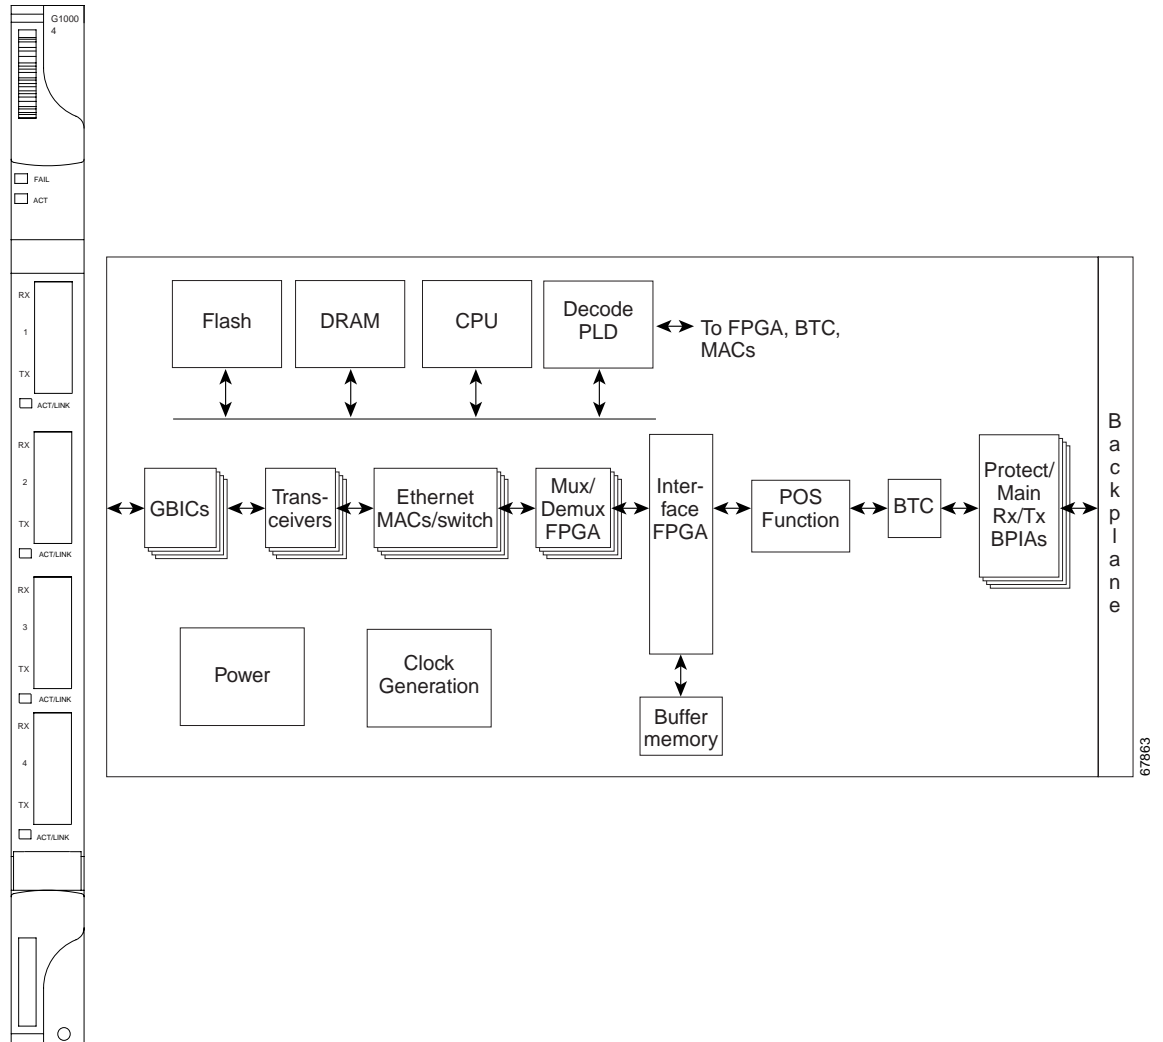 G1000
4
FAIL
ACT
RX
1
TX
ACT/LINK
RX
2
TX
ACT/LINK
RX
3
TX
ACT/LINK
RX
4
TX
ACT/LINK
Flash
DRAM
CPU
Decode
PLD
To FPGA, BTC,
MACs
GBICs
Trans-
ceivers
Ethernet
MACs/switch
Mux/
Demux
FPGA
Inter-
face
FPGA
POS
Function
BTC
Protect/
Main
Rx/Tx
BPIAs
Backplane
Power
Clock
Generation
Buffer
memory
67863